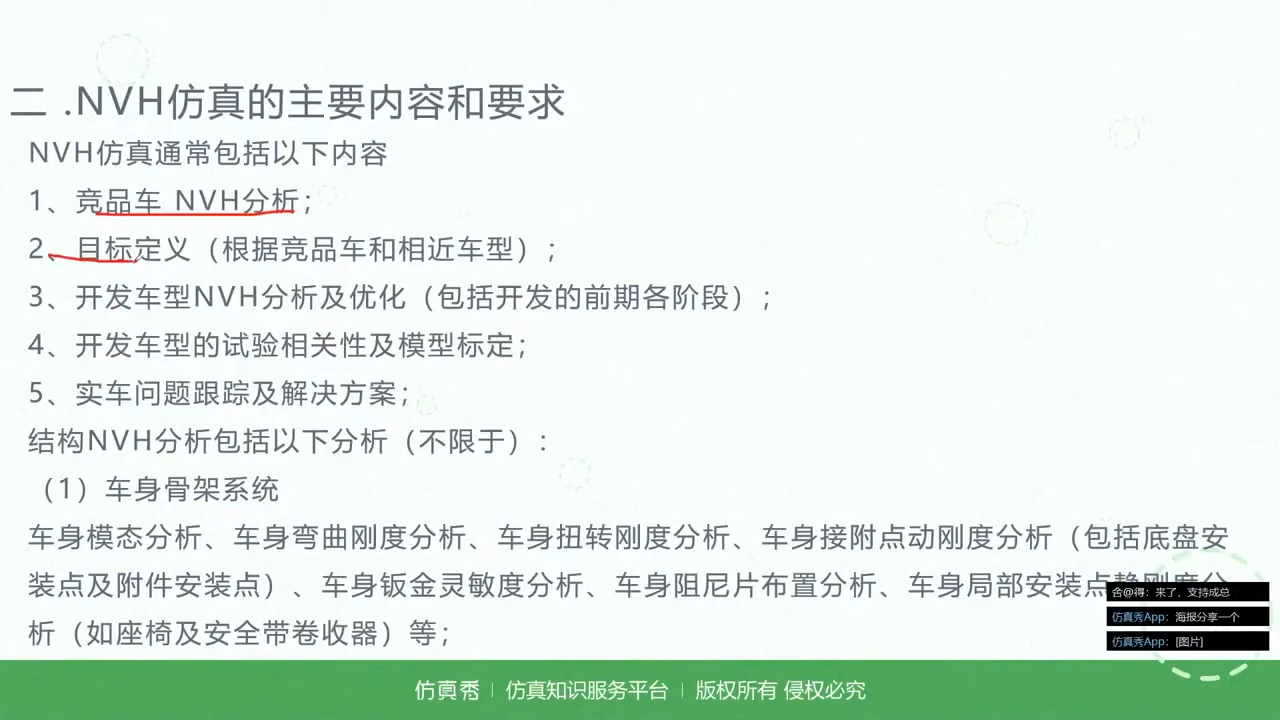 二 .NVH仿真的主要内容和要求
NVH仿真通常包括以下内容
1、竞品车 NVH分析；
2、目标定义（根据竞品车和相近车型）；
3、开发车型NVH分析及优化（包括开发的前期各阶段）；
4、开发车型的试验相关性及模型标定；
5、实车问题跟踪及解决方案；
结构NVH分析包括以下分析（不限于）：
（1）车身骨架系统
车身模态分析、车身弯曲刚度分析、车身扭转刚度分析、车身接附点动刚度分析（包括底盘安
装点及附件安装点）、车身钣金灵敏度分析、车身阻尼片布置分析、车身局部安装点静刚度分
析（如座椅及安全带卷收器）等；
含@得：来了，支持成总
仿真秀App：海报分享一个
仿真秀App：[图片]
仿真秀 | 仿真知识服务平台 | 版权所有 侵权必究